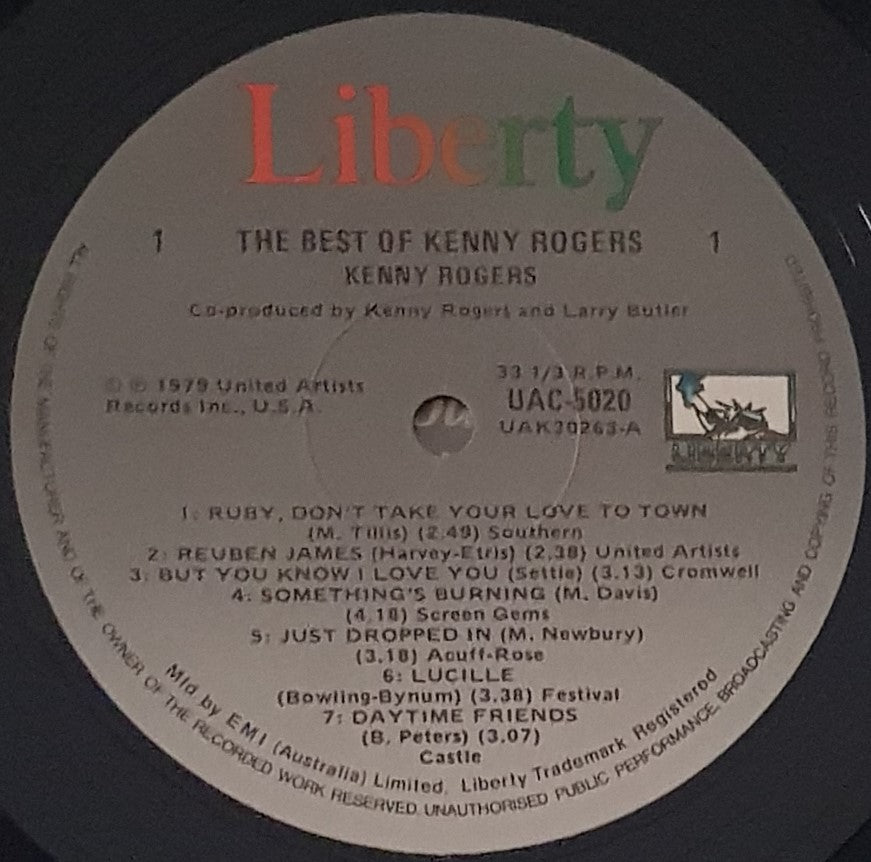 Liberty
1 THE BEST OF KENNY ROGERS 1
KENNY ROGERS
Co-produced by Kenny Rogers and Larry Butler
© ℗ 1979 United Artists
Records Inc., U.S.A.
33 1/3 R.P.M.
UAC-5020
UAK30263-A
LIBERTY
1: RUBY, DON'T TAKE YOUR LOVE TO TOWN
(M. Tillis) (2.49) Southern
2: REUBEN JAMES (Harvey-Etris) (2.38) United Artists
3: BUT YOU KNOW I LOVE YOU (Settle) (3.13) Cromwell
4: SOMETHING'S BURNING (M. Davis)
(4.18) Screen Gems
5: JUST DROPPED IN (M. Newbury)
(3.18) Acuff-Rose
6: LUCILLE
(Bowling-Bynum) (3.38) Festival
7: DAYTIME FRIENDS
(B. Peters) (3.07)
Castle
Mfd by EMI (Australia) Limited. Liberty Trademark Registered
ALL RIGHTS OF THE MANUFACTURER AND OF THE OWNER OF THE RECORDED WORK RESERVED. UNAUTHORISED PUBLIC PERFORMANCE, BROADCASTING AND COPYING OF THIS RECORD PROHIBITED